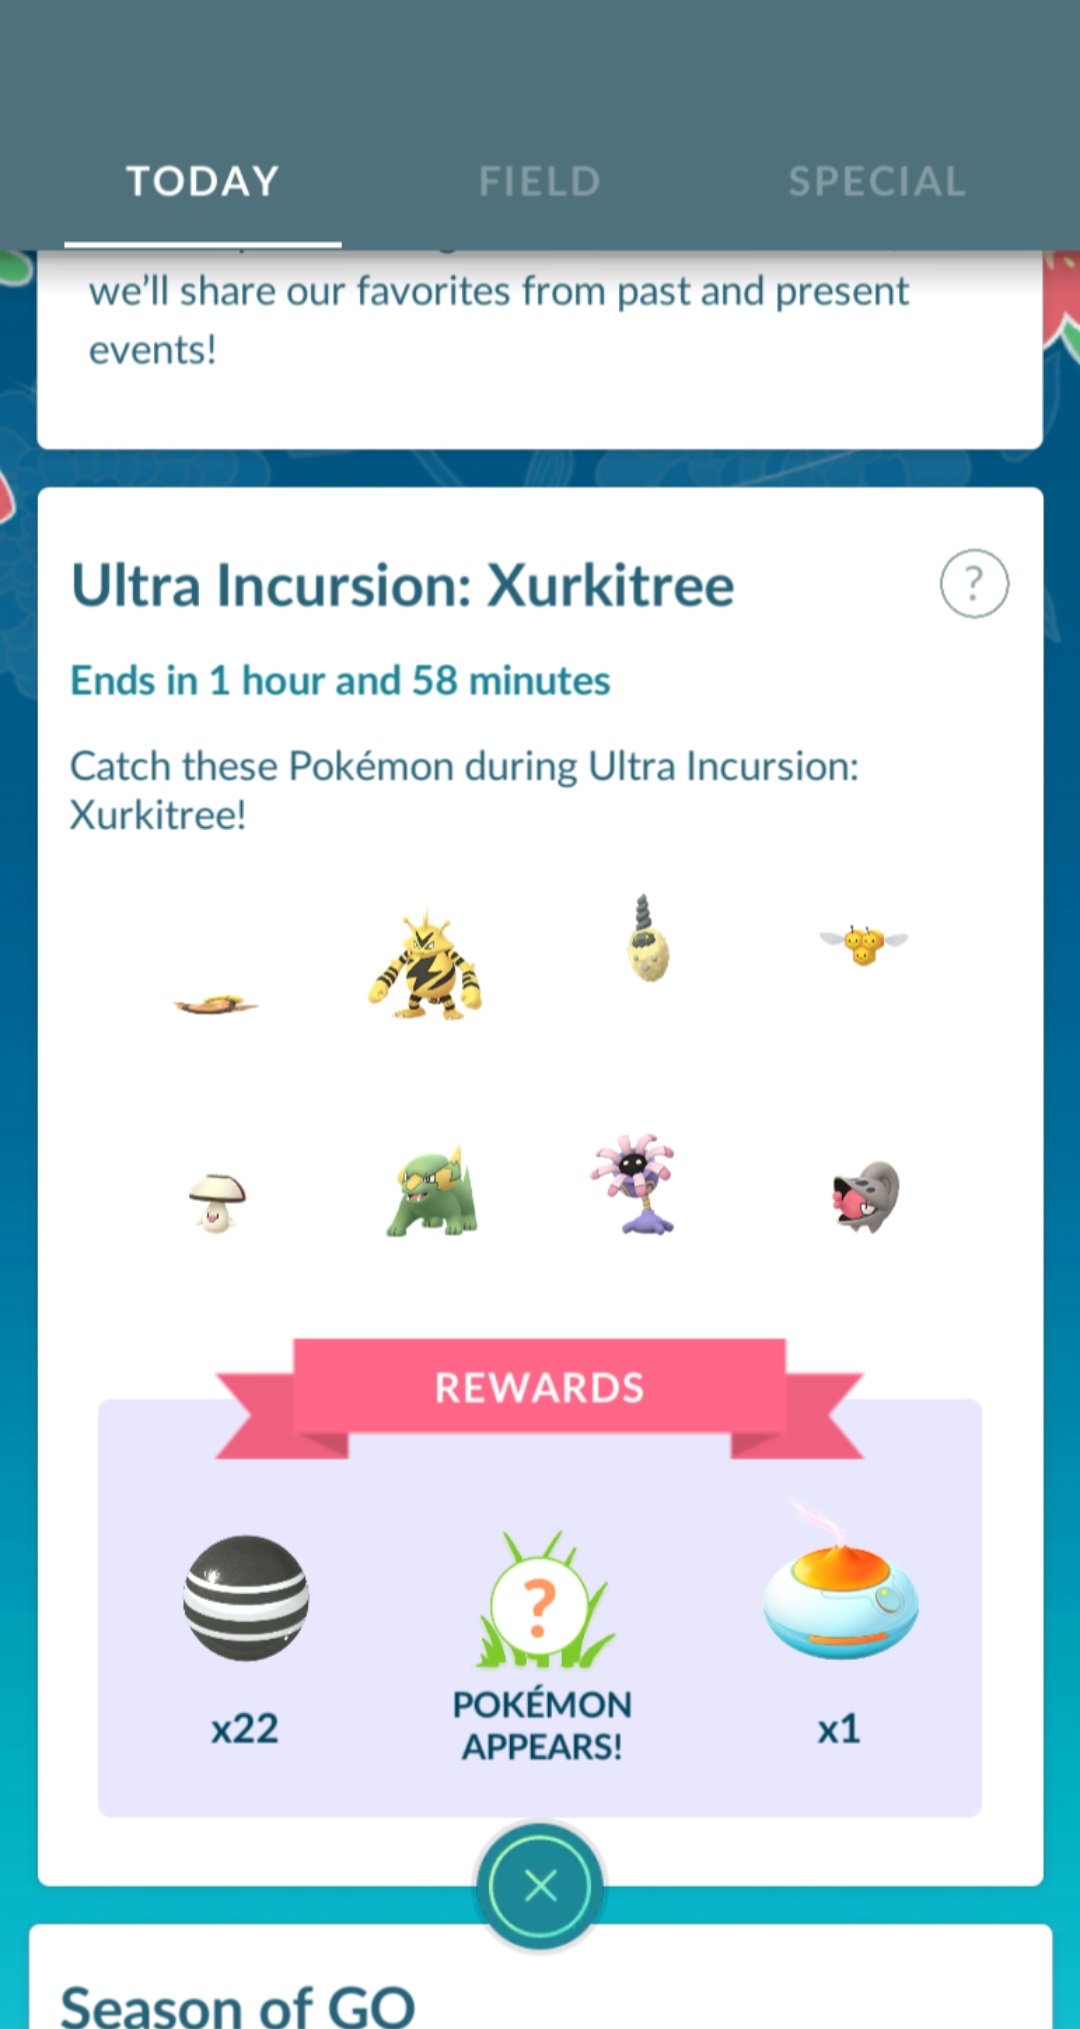 TODAY
FIELD
SPECIAL
we’ll share our favorites from past and present
events!
Ultra Incursion: Xurkitree
?
Ends in 1 hour and 58 minutes
Catch these Pokémon during Ultra Incursion:
Xurkitree!
REWARDS
?
x22
POKÉMON
APPEARS!
x1
Season of GO